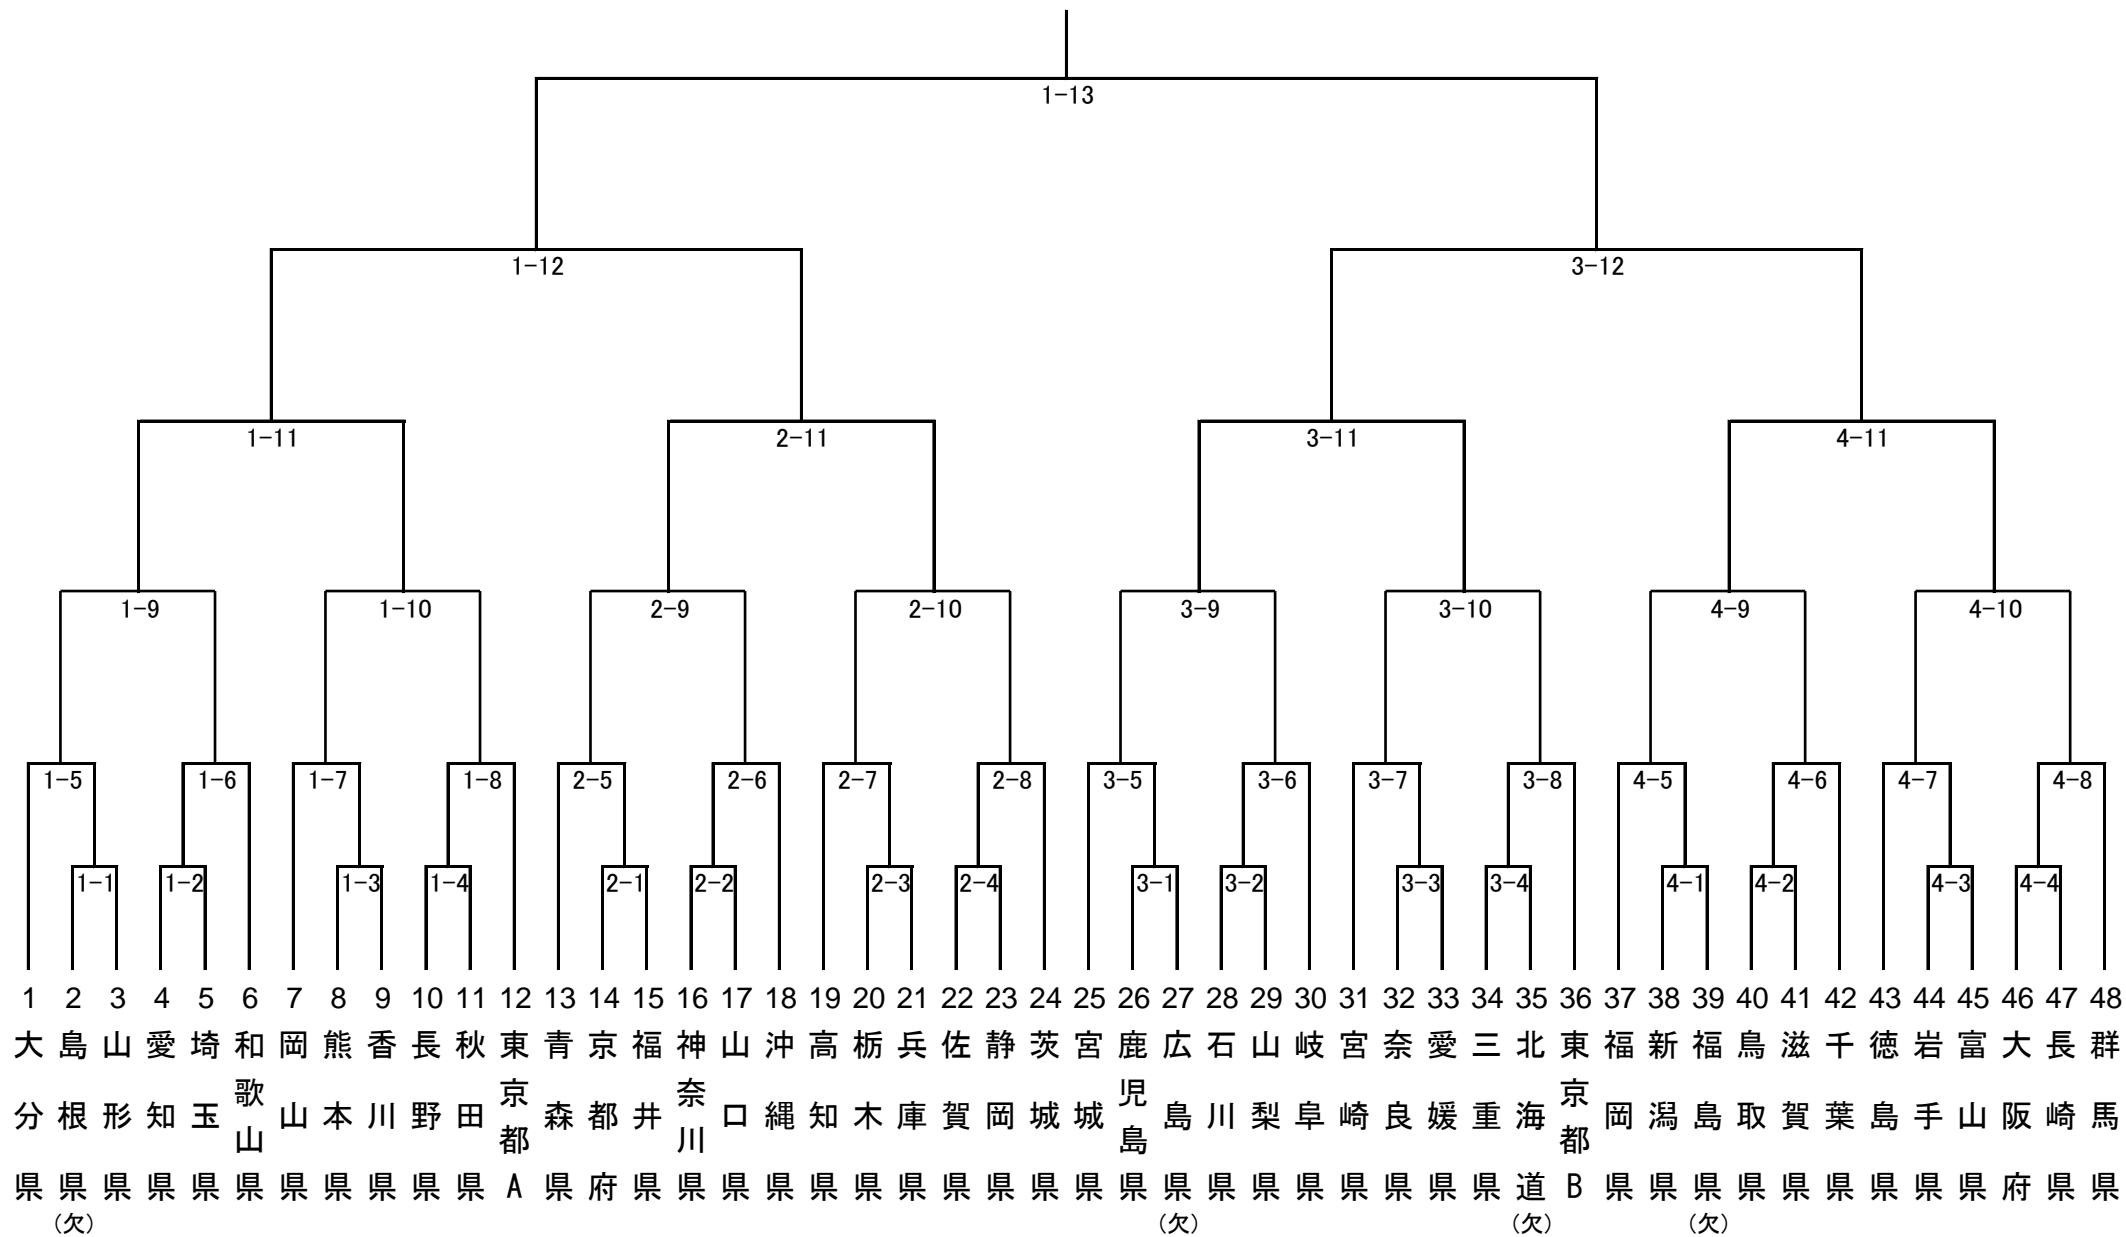 1-13
1-12 3-12
1-11 2-11 3-11 4-11
1-9 1-10 2-9 2-10 3-9 3-10 4-9 4-10
1-5 1-6 1-7 1-8 2-5 2-6 2-7 2-8 3-5 3-6 3-7 3-8 4-5 4-6 4-7 4-8
1-1 1-2 1-3 1-4 2-1 2-2 2-3 2-4 3-1 3-2 3-3 3-4 4-1 4-2 4-3 4-4
1 大分県
2 島根県(欠)
3 山形県
4 愛知県
5 埼玉県
6 和歌山県
7 岡山県
8 熊本県
9 香川県
10 長野県
11 秋田県
12 東京都A
13 青森県
14 京都府
15 福井県
16 神奈川県
17 山口県
18 沖縄県
19 高知県
20 栃木県
21 兵庫県
22 佐賀県
23 静岡県
24 茨城県
25 宮城県
26 鹿児島県
27 広島県(欠)
28 石川県
29 山梨県
30 岐阜県
31 宮崎県
32 奈良県
33 愛媛県
34 三重県
35 北海道(欠)
36 東京都B
37 福岡県
38 新潟県
39 福島県(欠)
40 鳥取県
41 滋賀県
42 千葉県
43 徳島県
44 岩手県
45 富山県
46 大阪府
47 長崎県
48 群馬県